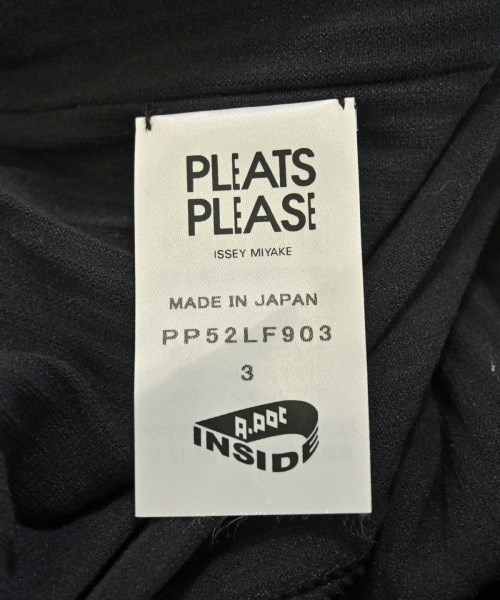 PLEATS
PLEASE
ISSEY MIYAKE
MADE IN JAPAN
PP52LF903
3
A-POC
INSIDE